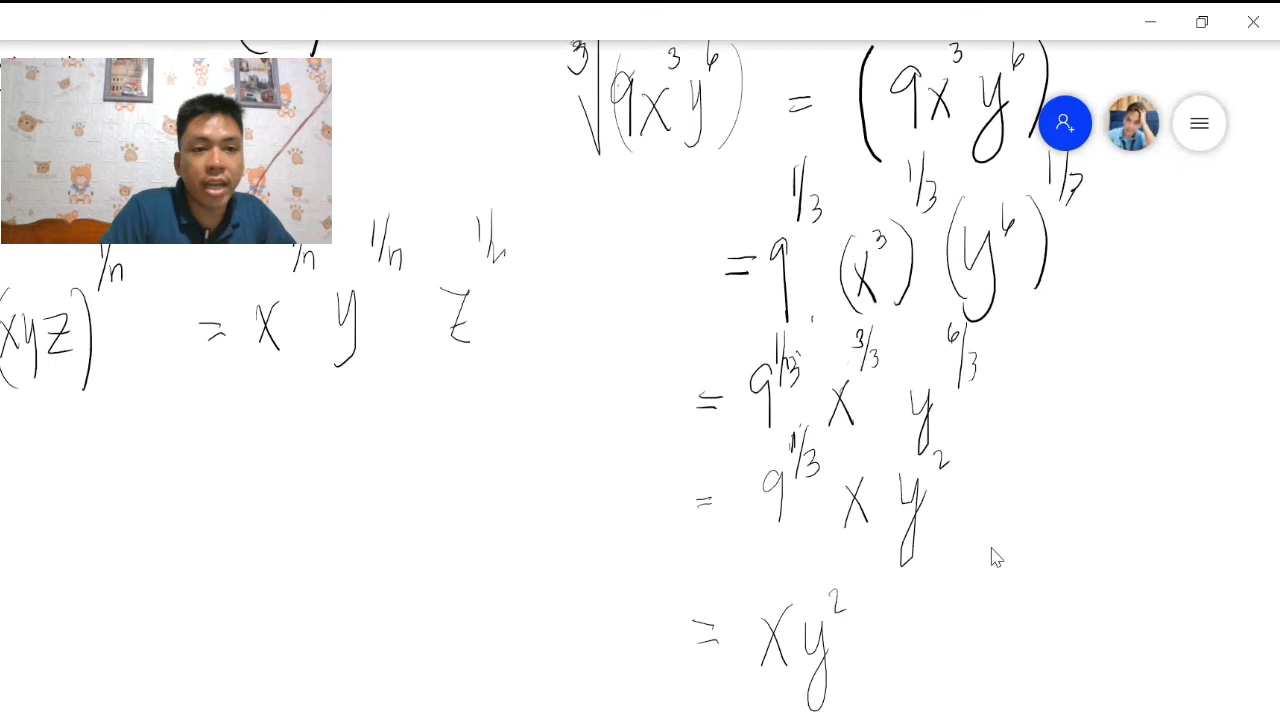 ∛(9x³y⁶) = (9x³y⁶)^1/3
= 9^1/3 (x³)^1/3 (y⁶)^1/3
(xyz)^1/n = x^1/n y^1/n z^1/n
= 9^1/3 x^3/3 y^6/3
= 9^1/3 x y²
= xy²